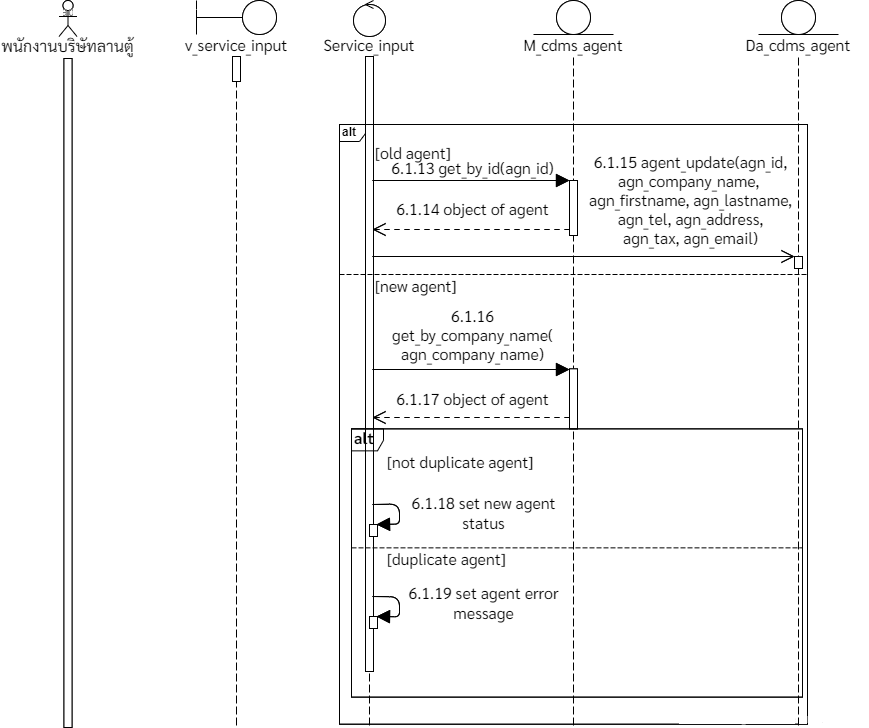 พนักงานบริษัทลานตู้
v_service_input
Service_input
M_cdms_agent
Da_cdms_agent
alt
[old agent]
6.1.13 get_by_id(agn_id)
6.1.14 object of agent
6.1.15 agent_update(agn_id,
agn_company_name,
agn_firstname, agn_lastname,
agn_tel, agn_address,
agn_tax, agn_email)
[new agent]
6.1.16
get_by_company_name(
agn_company_name)
6.1.17 object of agent
alt
[not duplicate agent]
6.1.18 set new agent
status
[duplicate agent]
6.1.19 set agent error
message